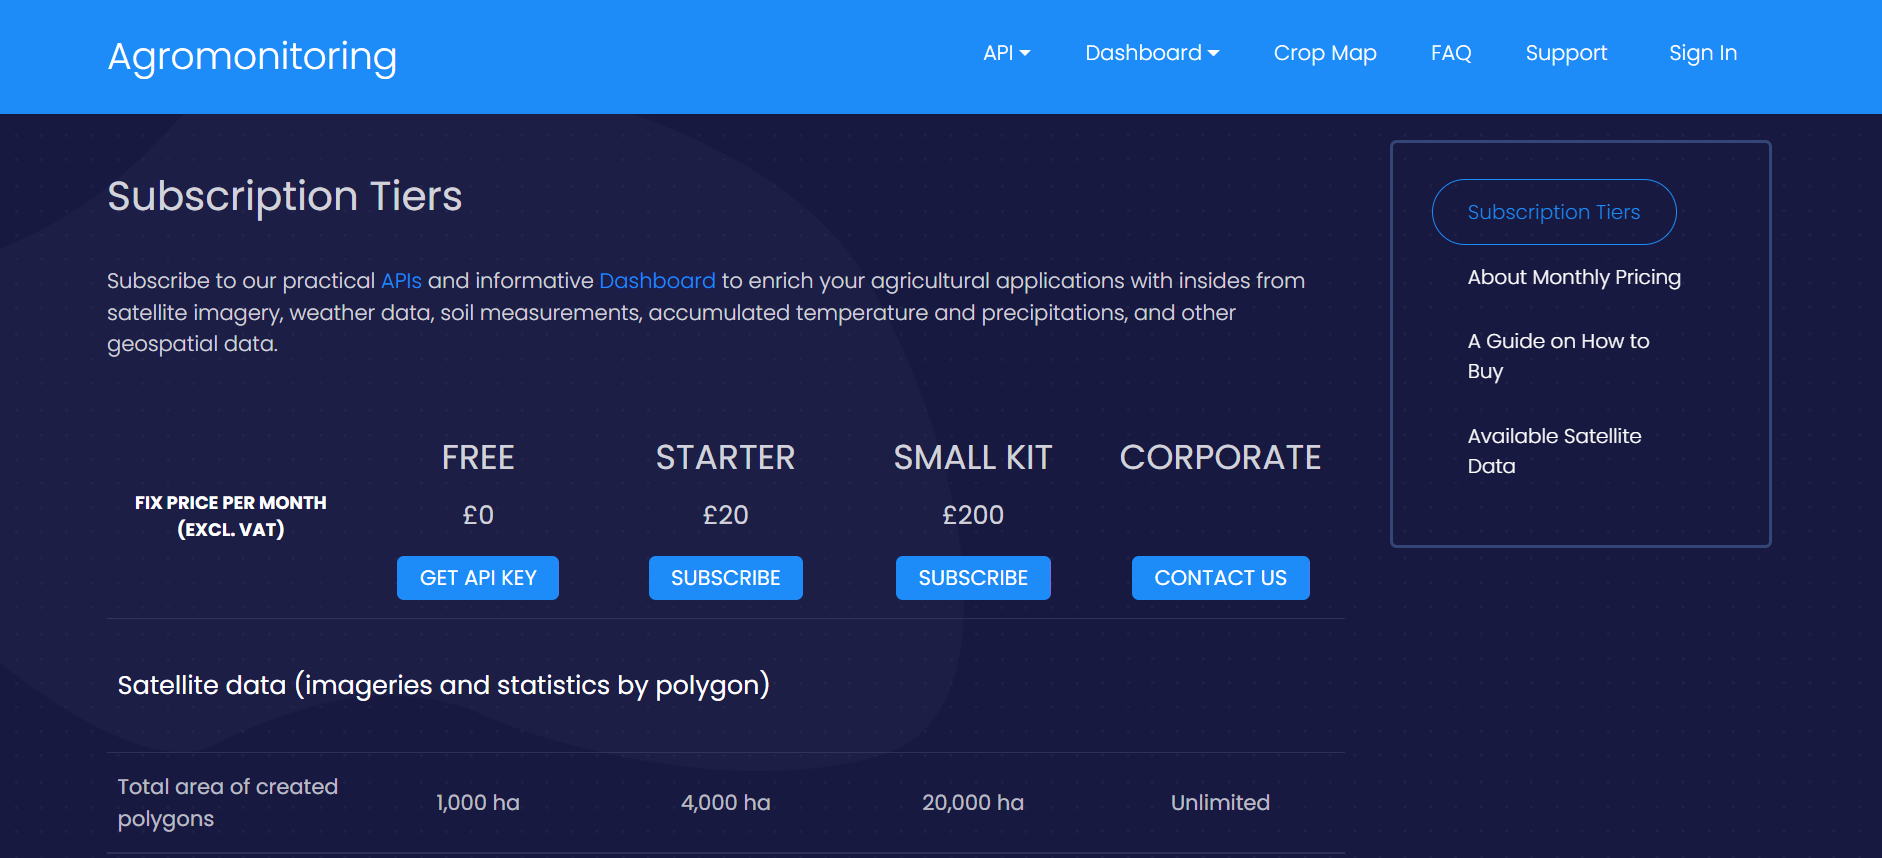 Agromonitoring
API
Dashboard
Crop Map
FAQ
Support
Sign In
Subscription Tiers
Subscribe to our practical APIs and informative Dashboard to enrich your agricultural applications with insides from
satellite imagery, weather data, soil measurements, accumulated temperature and precipitations, and other
geospatial data.
FREE STARTER SMALL KIT CORPORATE
FIX PRICE PER MONTH
(EXCL. VAT)
£0 £20 £200
GET API KEY SUBSCRIBE SUBSCRIBE CONTACT US
Satellite data (imageries and statistics by polygon)
Total area of created
polygons
1,000 ha 4,000 ha 20,000 ha Unlimited
Subscription Tiers
About Monthly Pricing
A Guide on How to
Buy
Available Satellite
Data